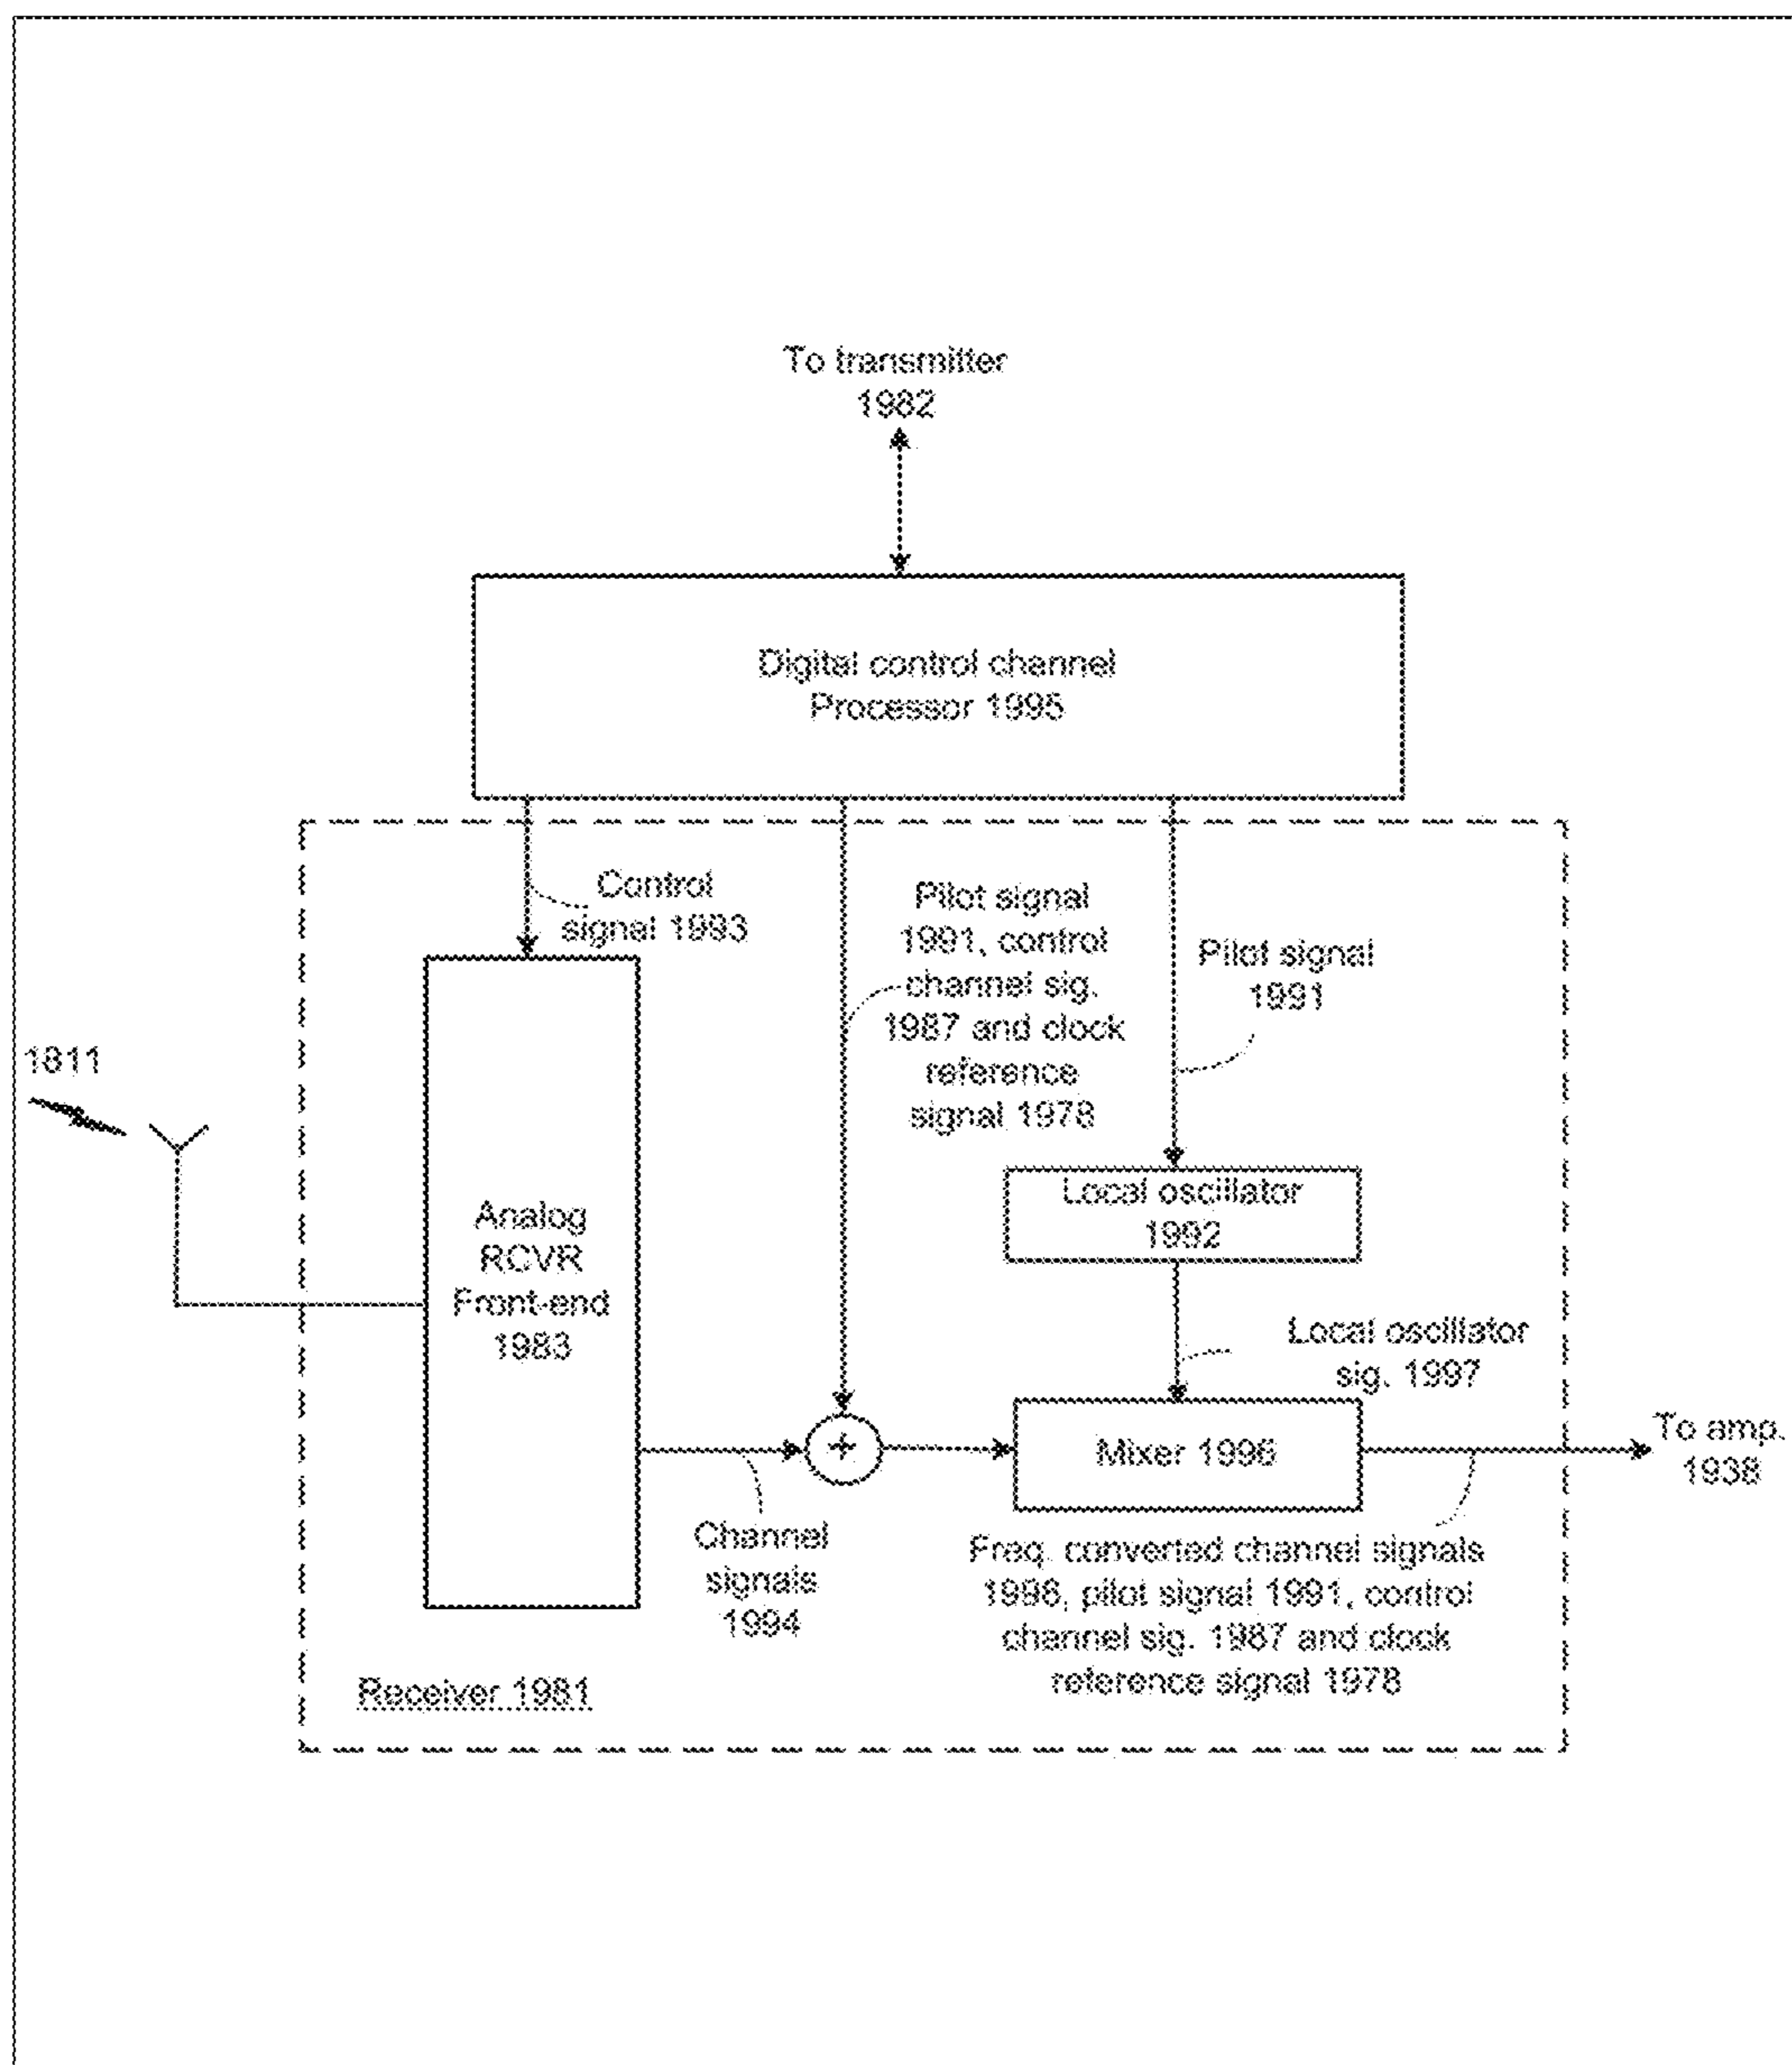 To transmitter
1982
Digital control channel
Processor 1995
Control
signal 1993
Pilot signal
1991, control
channel sig.
1987 and clock
reference
signal 1978
Pilot signal
1991
1811
Local oscillator
1992
Analog
RCVR
Front-end
1983
Local oscillator
sig. 1997
+
Mixer 1996
To amp.
1938
Channel
signals
1994
Freq. converted channel signals
1998, pilot signal 1991, control
channel sig. 1987 and clock
reference signal 1978
Receiver 1981